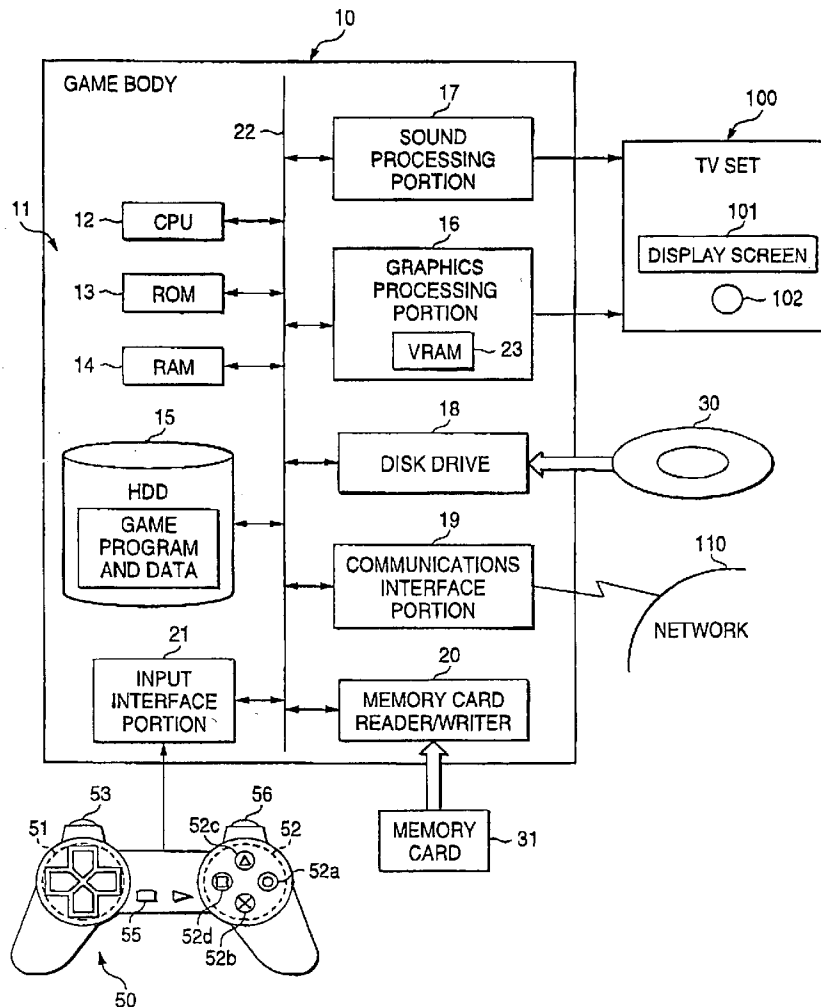 10
GAME BODY
17
22
SOUND
PROCESSING
PORTION
100
TV SET
101
DISPLAY SCREEN
102
11
12
CPU
16
GRAPHICS
PROCESSING
PORTION
VRAM
23
13
ROM
14
RAM
15
HDD
GAME
PROGRAM
AND DATA
18
DISK DRIVE
30
19
COMMUNICATIONS
INTERFACE
PORTION
110
NETWORK
21
INPUT
INTERFACE
PORTION
20
MEMORY CARD
READER/WRITER
MEMORY
CARD
31
53
56
51
52c
52
52a
55
52d
52b
50